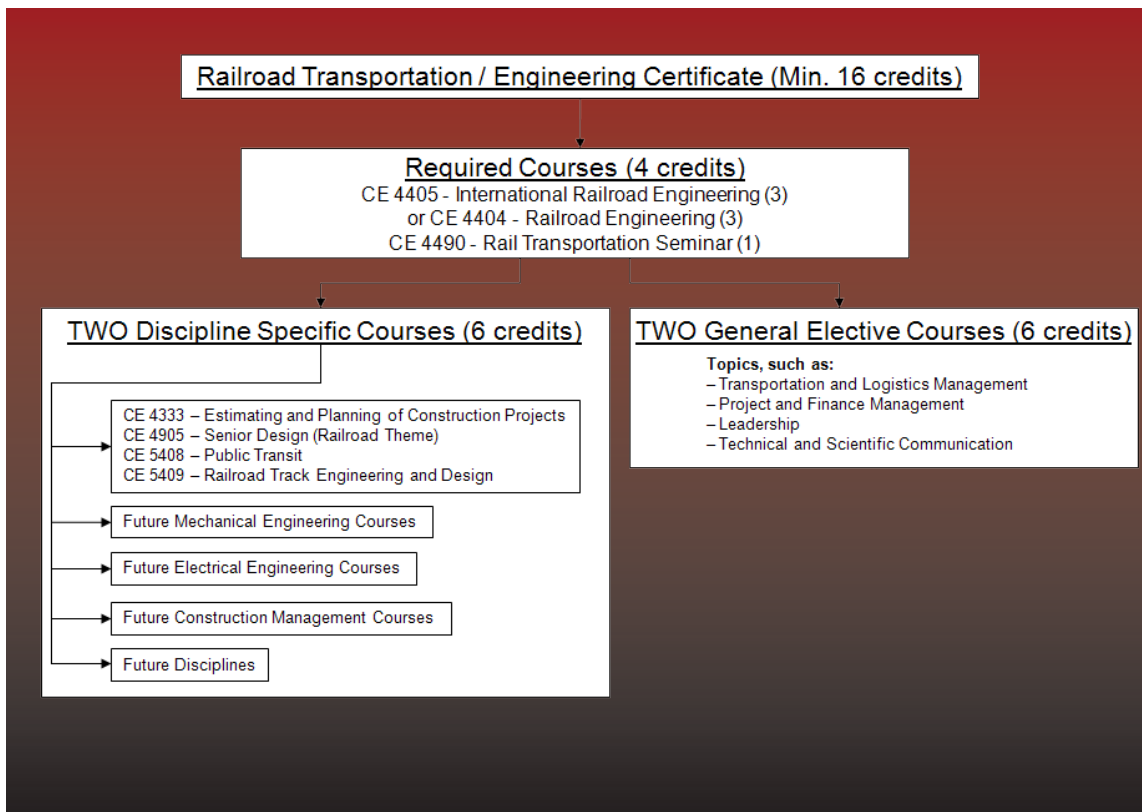 Railroad Transportation / Engineering Certificate (Min. 16 credits)
Required Courses (4 credits)
CE 4405 - International Railroad Engineering (3)
or CE 4404 - Railroad Engineering (3)
CE 4490 - Rail Transportation Seminar (1)
TWO Discipline Specific Courses (6 credits)
CE 4333 – Estimating and Planning of Construction Projects
CE 4905 – Senior Design (Railroad Theme)
CE 5408 – Public Transit
CE 5409 – Railroad Track Engineering and Design
Future Mechanical Engineering Courses
Future Electrical Engineering Courses
Future Construction Management Courses
Future Disciplines
TWO General Elective Courses (6 credits)
Topics, such as:
– Transportation and Logistics Management
– Project and Finance Management
– Leadership
– Technical and Scientific Communication